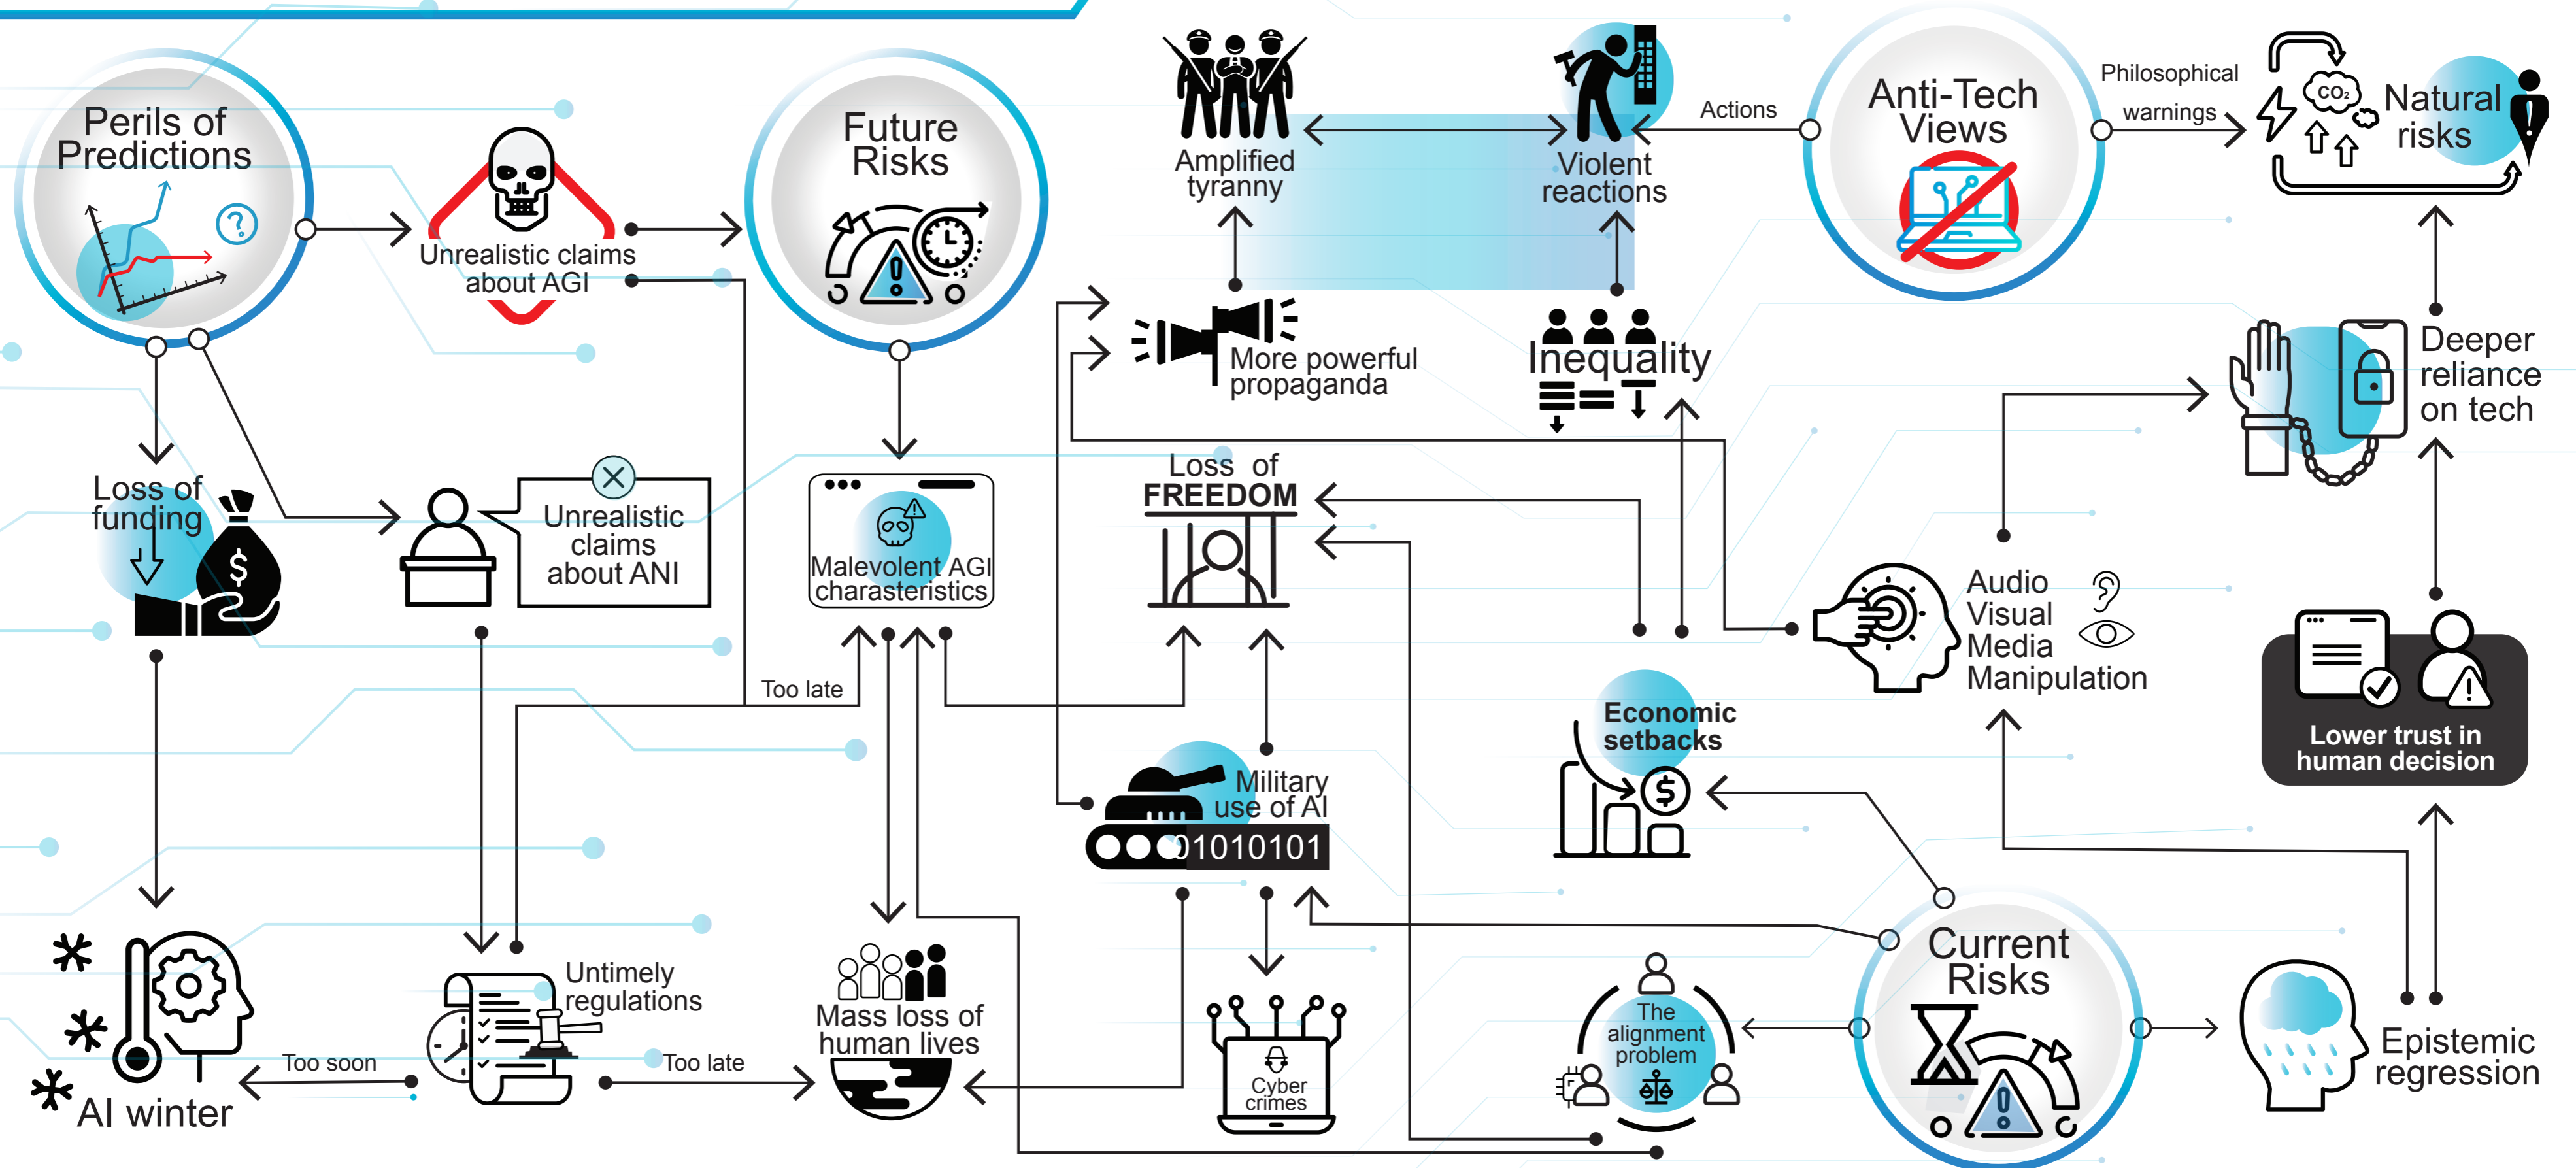 Perils of
Predictions
?
Unrealistic claims
about AGI
Future
Risks
!
Amplified
tyranny
Violent
reactions
Actions
Anti-Tech
Views
Philosophical
warnings
CO₂
Natural
risks
!
Loss of
funding
$
Unrealistic
claims
about ANI
More powerful
propaganda
Inequality
Deeper
reliance
on tech
!
Malevolent AGI
charasteristics
Loss of
FREEDOM
Audio
Visual
Media
Manipulation
Too late
Economic
setbacks
$
!
Lower trust in
human decision
Military
use of AI
01010101
Untimely
regulations
Too soon
Too late
AI winter
Mass loss of
human lives
Cyber
crimes
The
alignment
problem
Current
Risks
!
Epistemic
regression